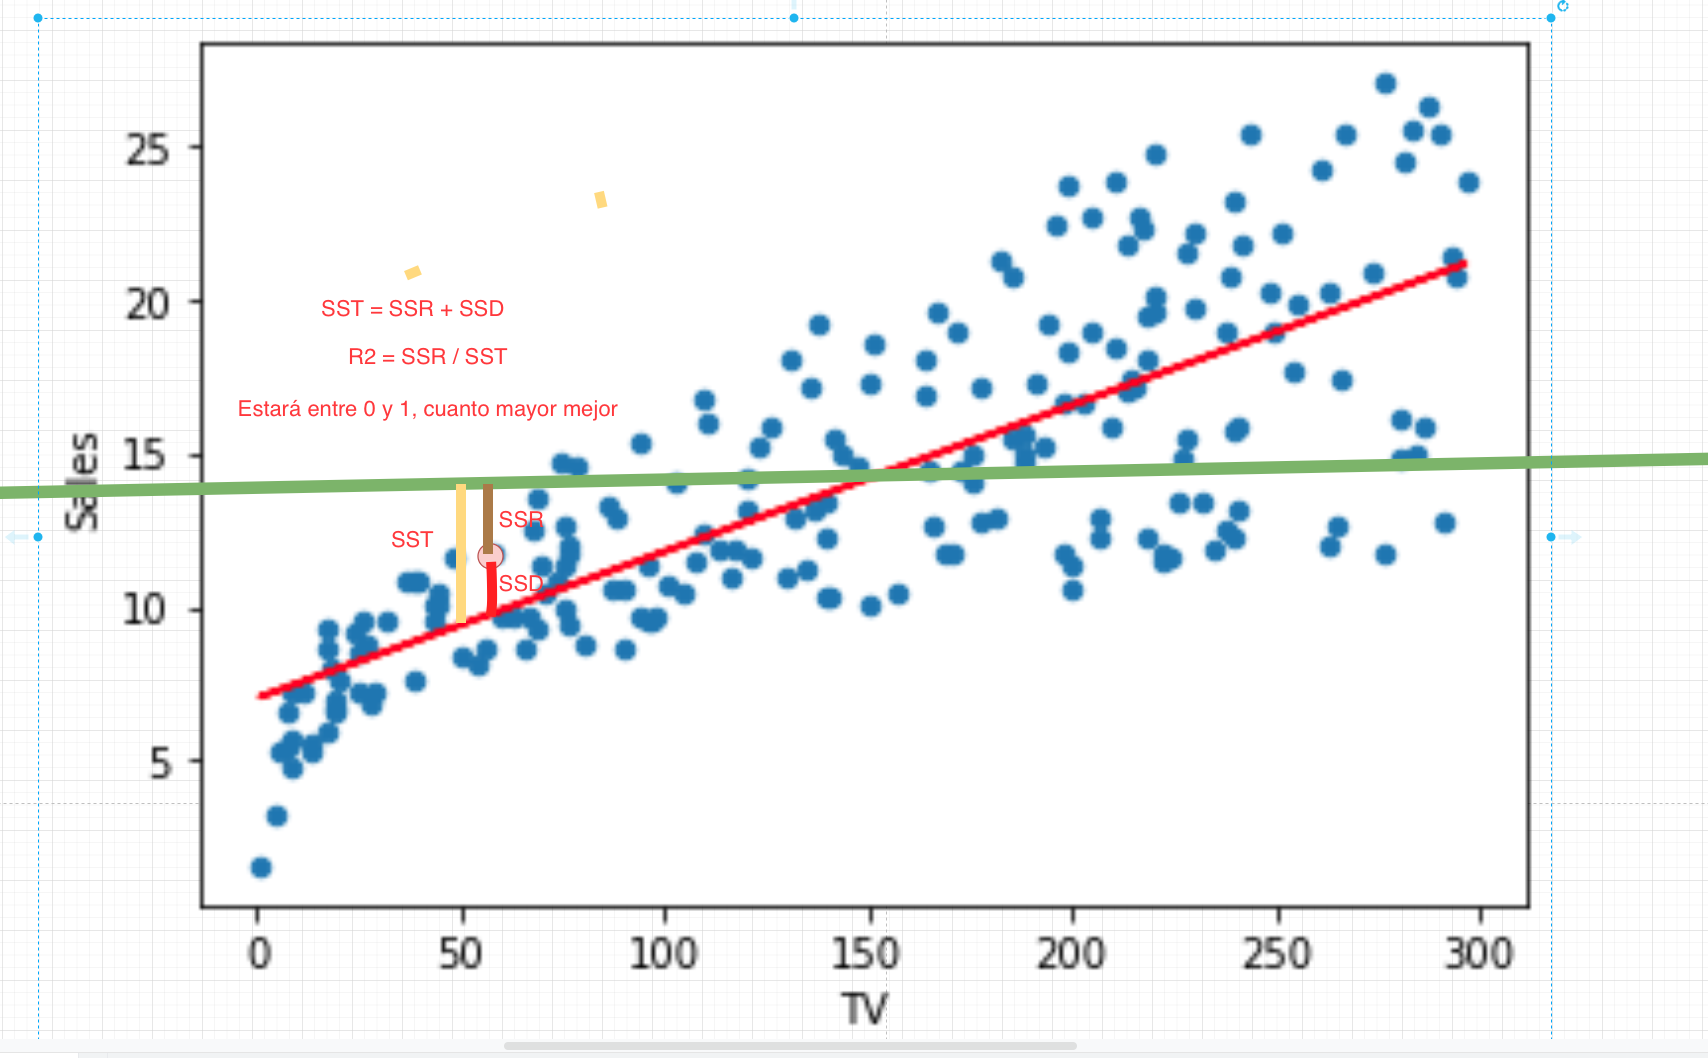 25
20
15
10
5
Sales
SST = SSR + SSD
R2 = SSR / SST
Estará entre 0 y 1, cuanto mayor mejor
SST
SSR
SSD
0 50 100 150 200 250 300
TV